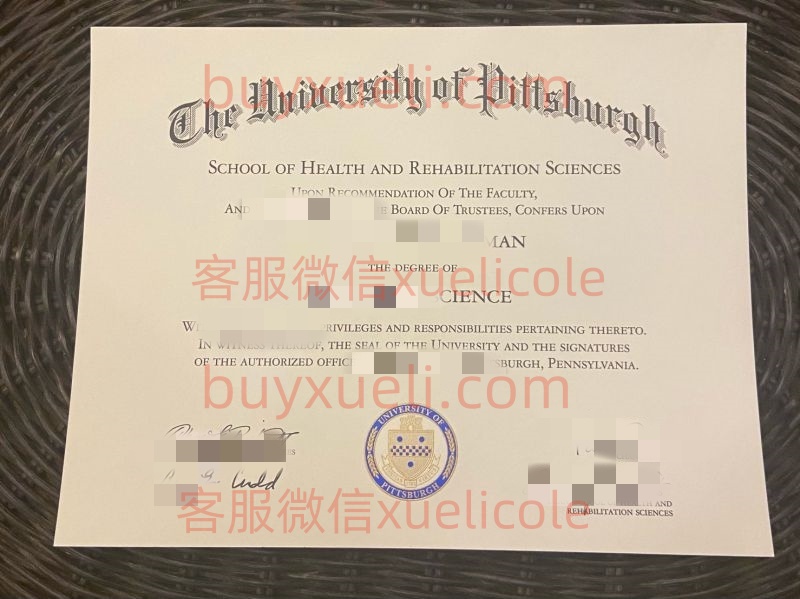 buyxueli.com
The University of Pittsburgh
SCHOOL OF HEALTH AND REHABILITATION SCIENCES
UPON RECOMMENDATION OF THE FACULTY,
BOARD OF TRUSTEES, CONFERS UPON
THE DEGREE OF
客服微信xuelicole
PRIVILEGES AND RESPONSIBILITIES PERTAINING THERETO.
IN WITNESS THEREOF, THE SEAL OF THE UNIVERSITY AND THE SIGNATURES
OF THE AUTHORIZED
PENNSYLVANIA.
buyxueli.com
UNIVERSITY OF
PITTSBURGH
客服微信xuelicole
REHABILITATION SCIENCES